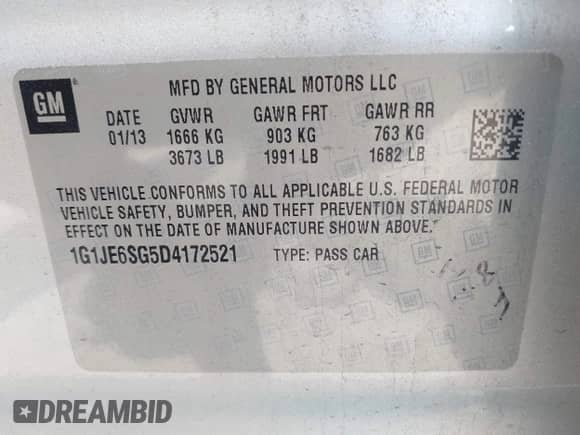 GM
MFD BY GENERAL MOTORS LLC
DATE GVWR GAWR FRT GAWR RR
01/13 1666 KG 903 KG 763 KG
3673 LB 1991 LB 1682 LB
THIS VEHICLE CONFORMS TO ALL APPLICABLE U.S. FEDERAL MOTOR
VEHICLE SAFETY, BUMPER, AND THEFT PREVENTION STANDARDS IN
EFFECT ON THE DATE OF MANUFACTURE SHOWN ABOVE.
1G1JE6SG5D4172521 TYPE: PASS CAR
DREAMBID